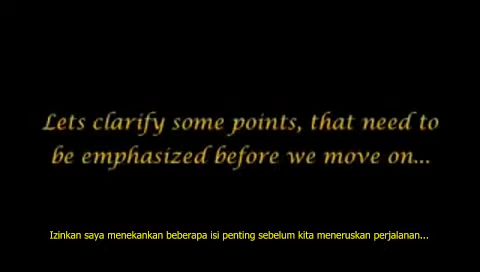 Lets clarify some points, that need to
be emphasized before we move on...
Izinkan saya menekankan beberapa isi penting sebelum kita meneruskan perjalanan...